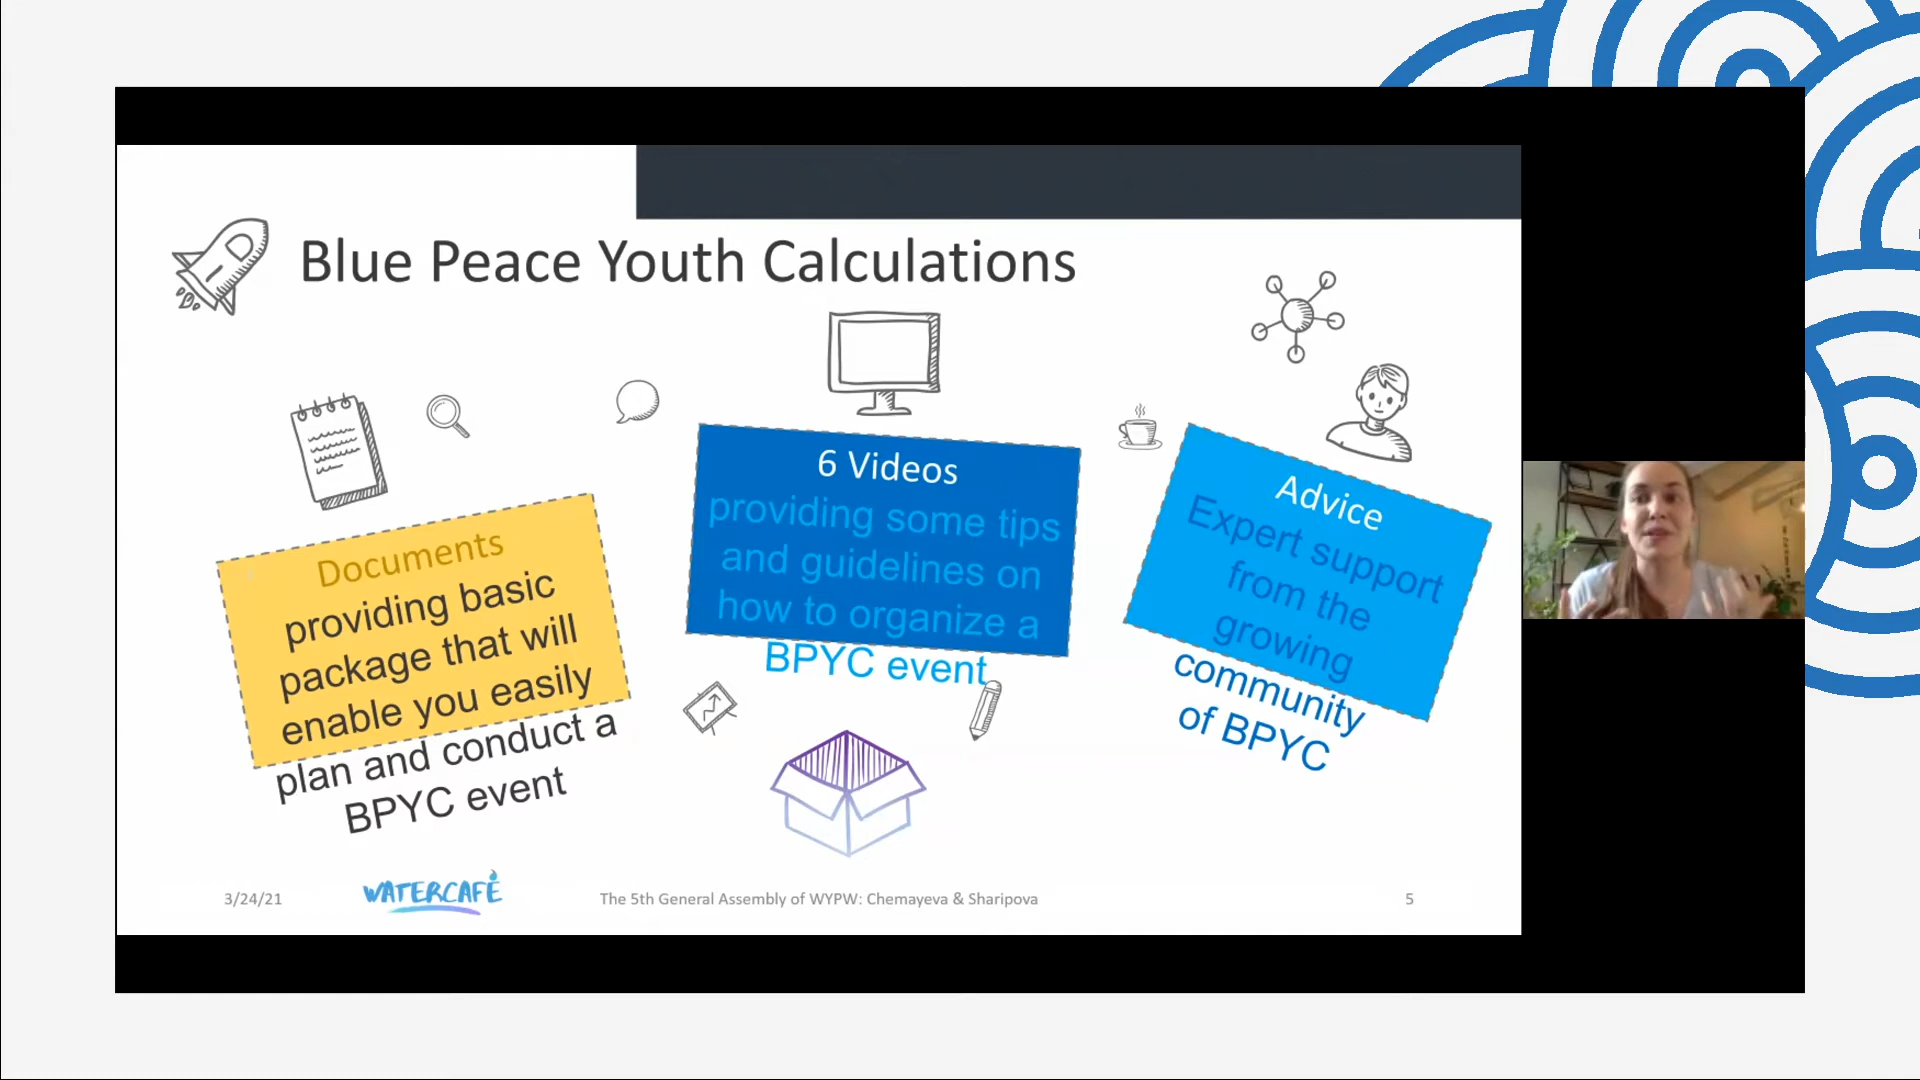 Blue Peace Youth Calculations
Documents
providing basic
package that will
enable you easily
plan and conduct a
BPYC event
6 Videos
providing some tips
and guidelines on
how to organize a
BPYC event
Advice
Expert support
from the
growing
community
of BPYC
3/24/21
WATERCAFÉ
The 5th General Assembly of WYPW: Chemayeva & Sharipova
5